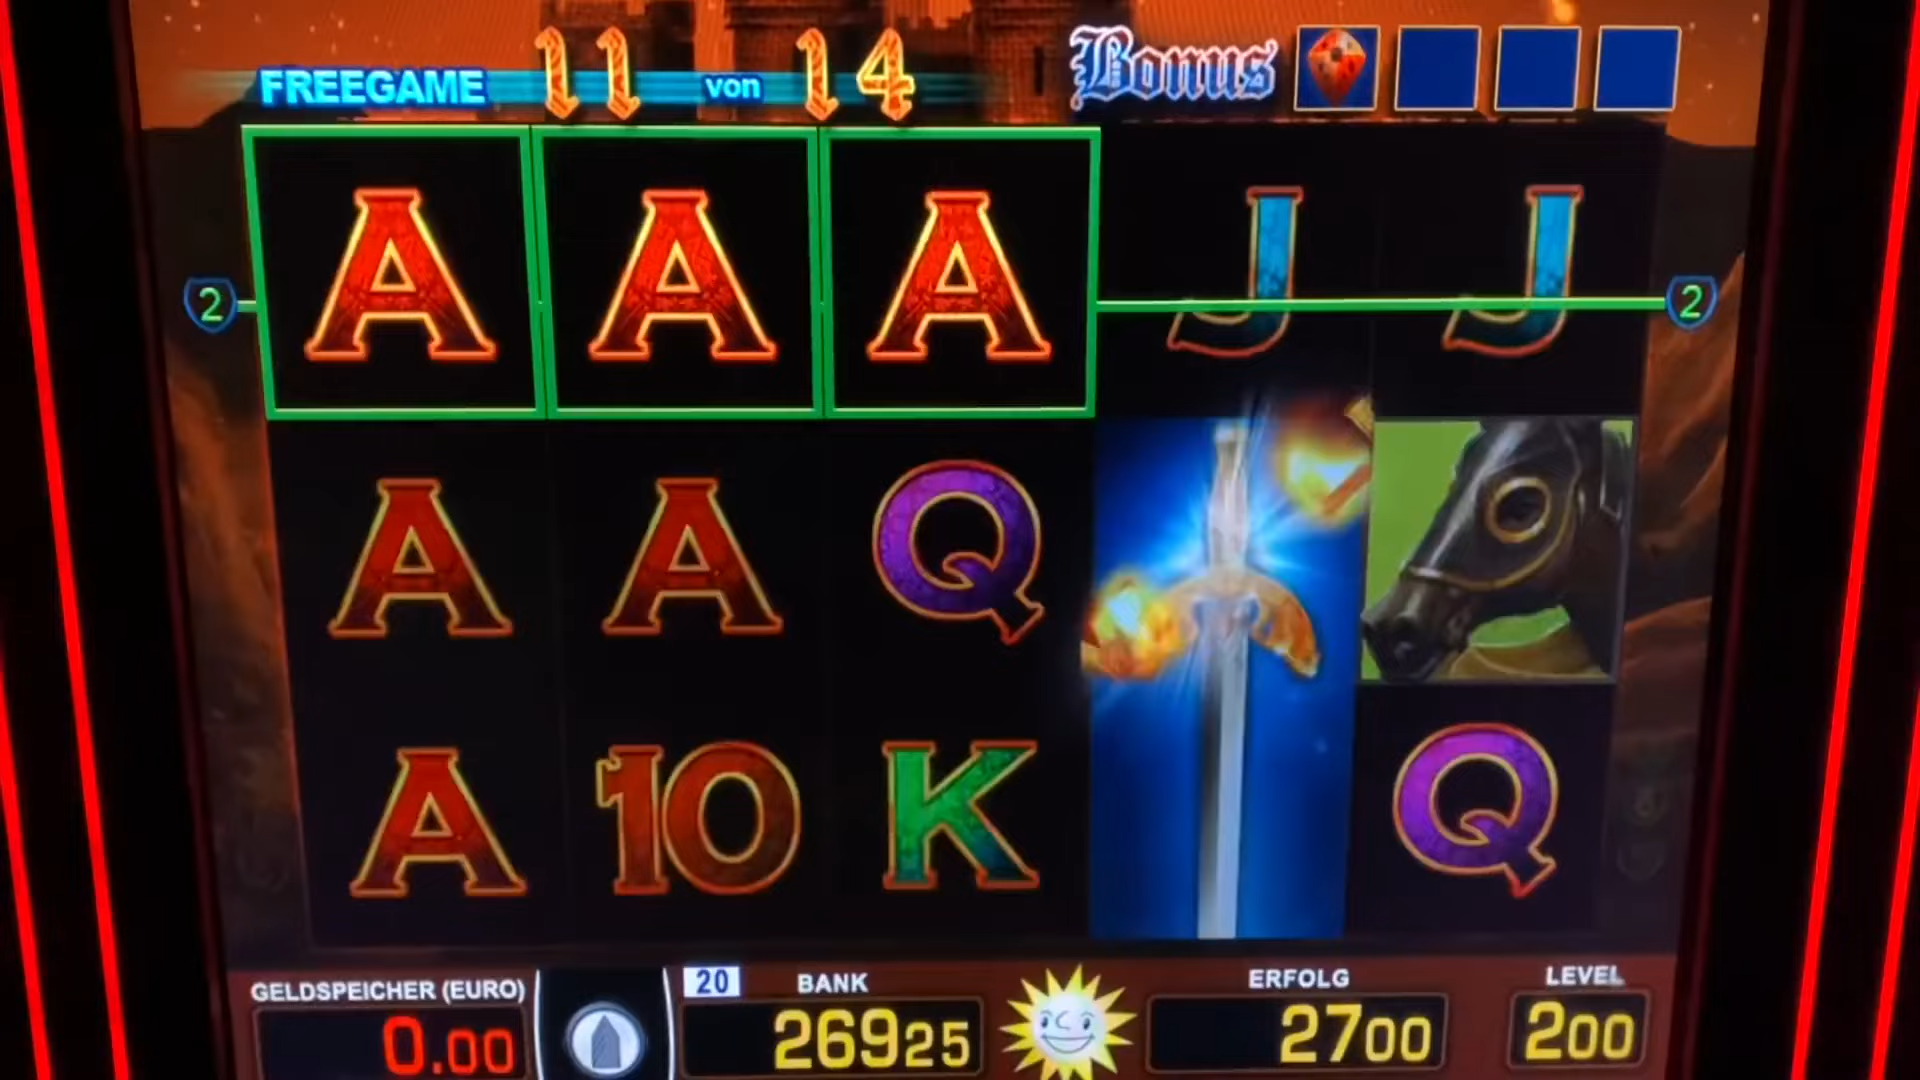 FREEGAME 11 von 14 Bonus
A A A J J
2 2
A A Q
A 10 K Q
GELDSPEICHER (EURO) 20 BANK ERFOLG LEVEL
0.00 26925 2700 200